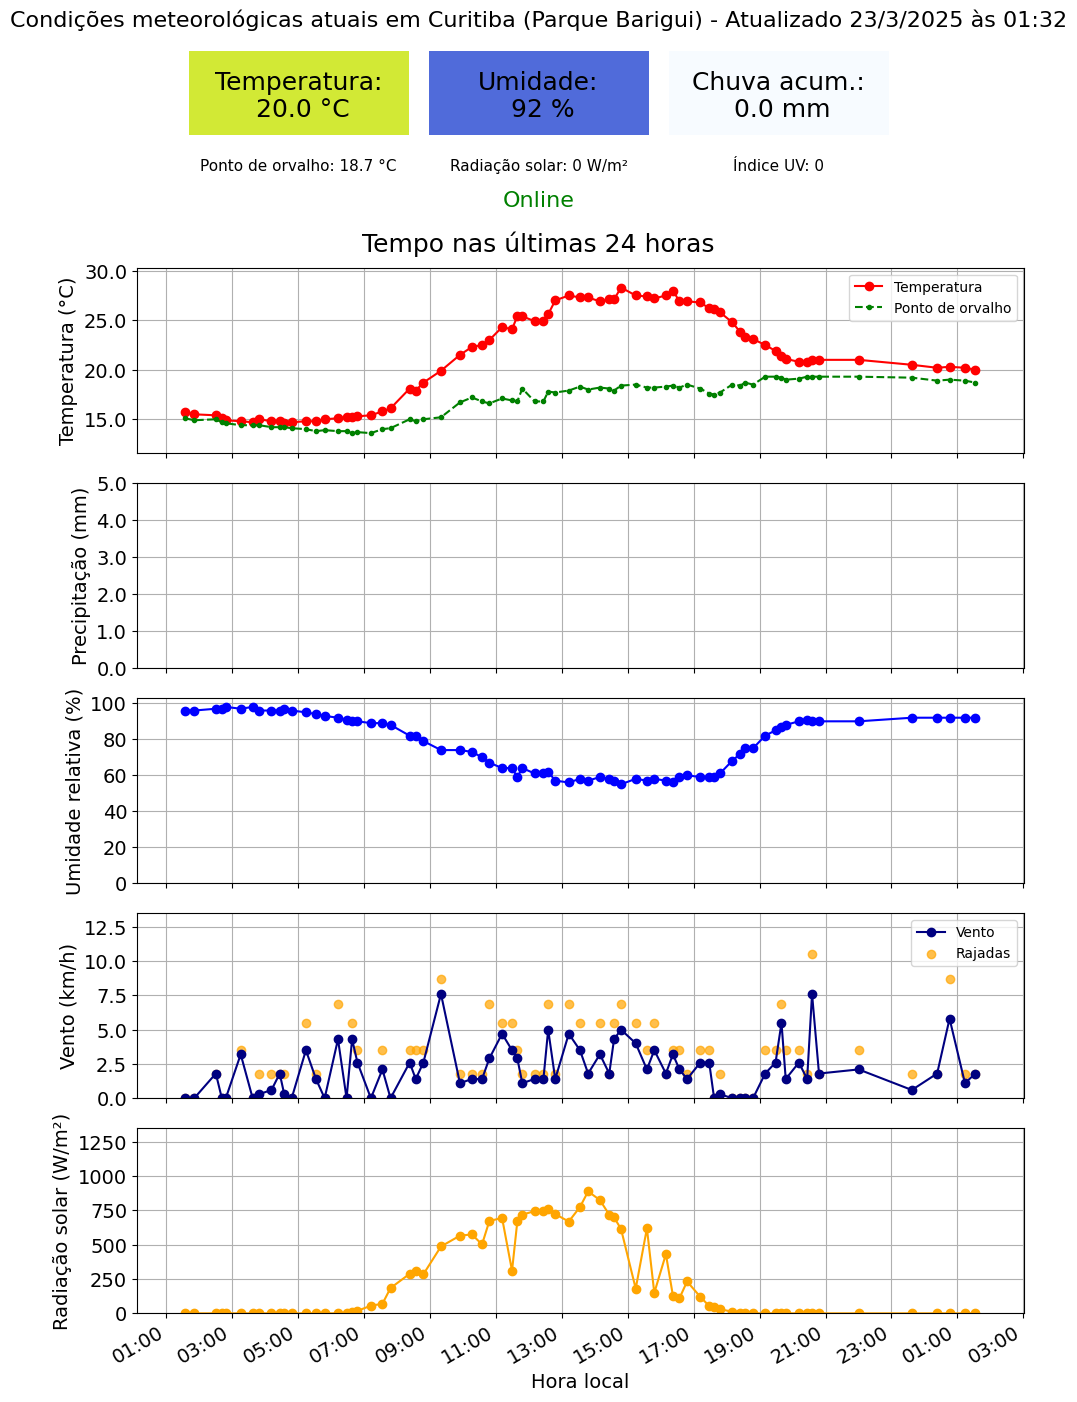 Condições meteorológicas atuais em Curitiba (Parque Barigui) - Atualizado 23/3/2025 às 01:32
Temperatura:
20.0 °C
Umidade:
92 %
Chuva acum.:
0.0 mm
Ponto de orvalho: 18.7 °C
Radiação solar: 0 W/m²
Índice UV: 0
Online
Tempo nas últimas 24 horas
Temperatura (°C)
30.0
25.0
20.0
15.0
Temperatura
Ponto de orvalho
Precipitação (mm)
5.0
4.0
3.0
2.0
1.0
0.0
Umidade relativa (%)
100
80
60
40
20
0
Vento (km/h)
12.5
10.0
7.5
5.0
2.5
0.0
Vento
Rajadas
Radiação solar (W/m²)
1250
1000
750
500
250
0
01:00
03:00
05:00
07:00
09:00
11:00
13:00
15:00
17:00
19:00
21:00
23:00
01:00
03:00
Hora local